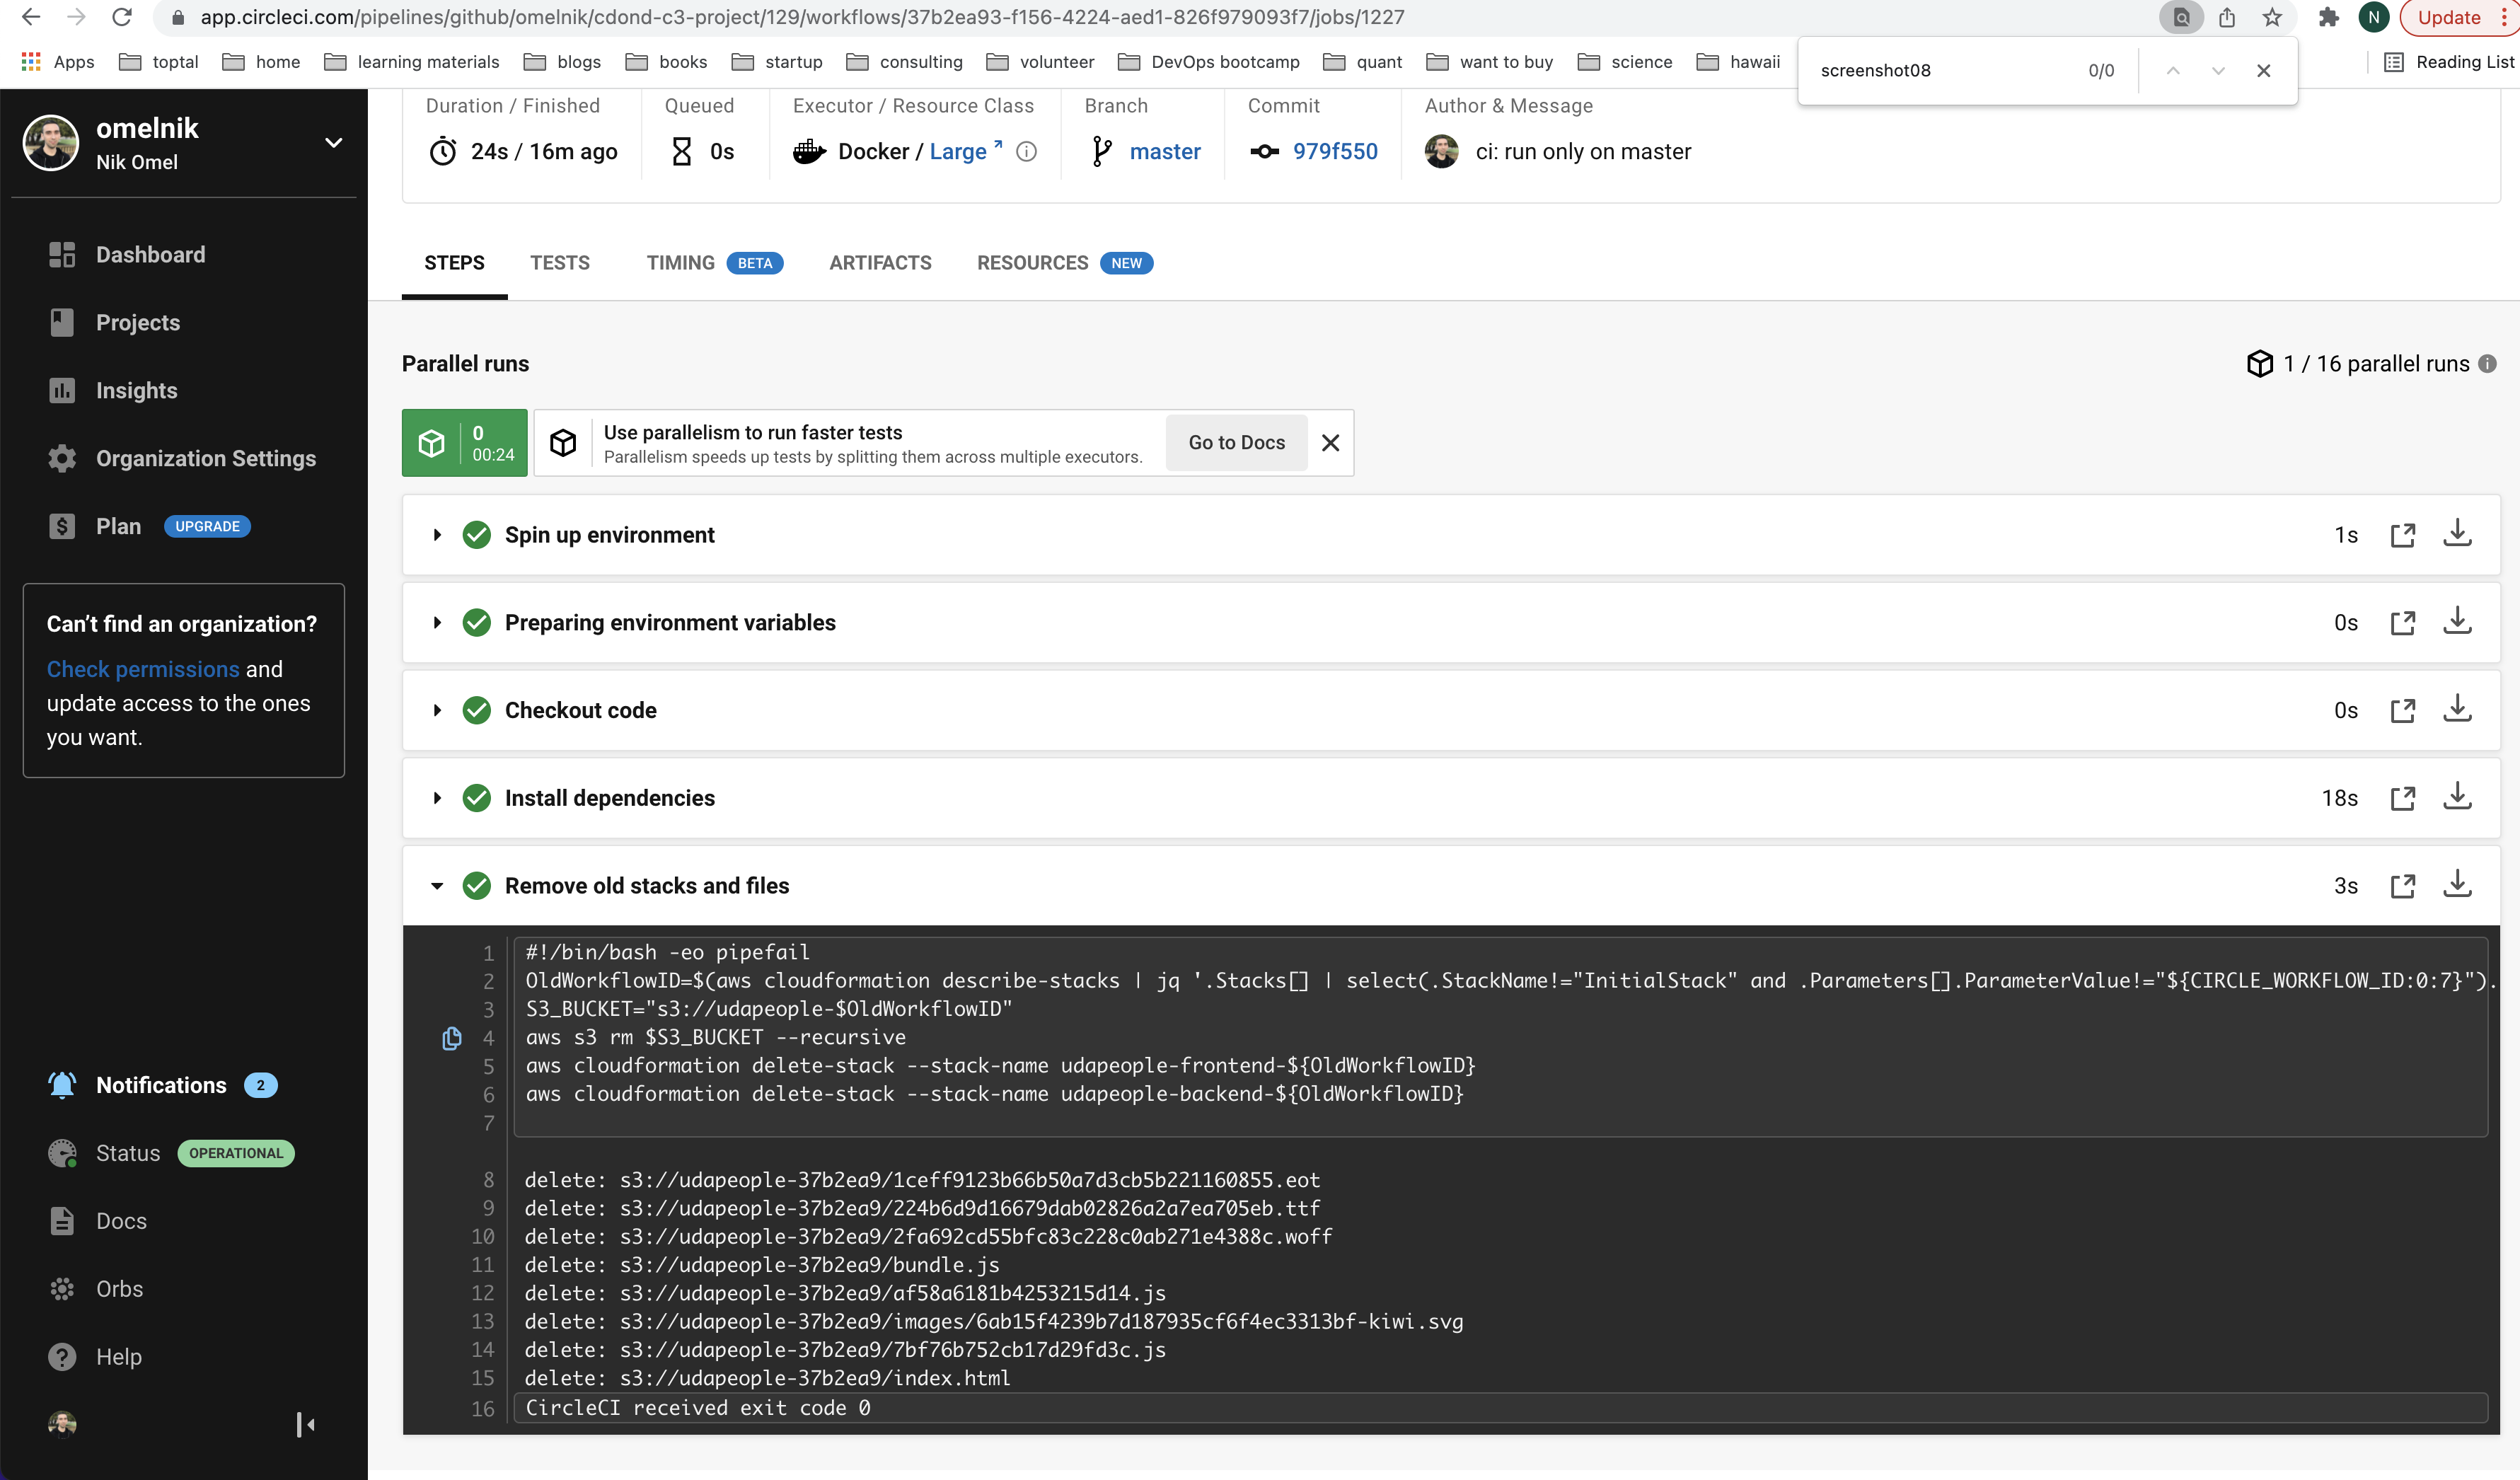 app.circleci.com/pipelines/github/omelnik/cdond-c3-project/129/workflows/37b2ea93-f156-4224-aed1-826f979093f7/jobs/1227
N
Update
Apps toptal home learning materials blogs books startup consulting volunteer DevOps bootcamp quant want to buy science hawaii Reading List
screenshot08 0/0
omelnik
Nik Omel
Dashboard
Projects
Insights
Organization Settings
Plan UPGRADE
Can't find an organization?
Check permissions and
update access to the ones
you want.
Notifications 2
Status OPERATIONAL
Docs
Orbs
Help
Duration / Finished Queued Executor / Resource Class Branch Commit Author & Message
24s / 16m ago 0s Docker / Large master 979f550 ci: run only on master
STEPS TESTS TIMING BETA ARTIFACTS RESOURCES NEW
Parallel runs 1 / 16 parallel runs
0
00:24
Use parallelism to run faster tests
Parallelism speeds up tests by splitting them across multiple executors.
Go to Docs
Spin up environment 1s
Preparing environment variables 0s
Checkout code 0s
Install dependencies 18s
Remove old stacks and files 3s
1 #!/bin/bash -eo pipefail
2 OldWorkflowID=$(aws cloudformation describe-stacks | jq '.Stacks[] | select(.StackName!="InitialStack" and .Parameters[].ParameterValue!="${CIRCLE_WORKFLOW_ID:0:7}").
3 S3_BUCKET="s3://udapeople-$OldWorkflowID"
4 aws s3 rm $S3_BUCKET --recursive
5 aws cloudformation delete-stack --stack-name udapeople-frontend-${OldWorkflowID}
6 aws cloudformation delete-stack --stack-name udapeople-backend-${OldWorkflowID}
7
8 delete: s3://udapeople-37b2ea9/1ceff9123b66b50a7d3cb5b221160855.eot
9 delete: s3://udapeople-37b2ea9/224b6d9d16679dab02826a2a7ea705eb.ttf
10 delete: s3://udapeople-37b2ea9/2fa692cd55bfc83c228c0ab271e4388c.woff
11 delete: s3://udapeople-37b2ea9/bundle.js
12 delete: s3://udapeople-37b2ea9/af58a6181b4253215d14.js
13 delete: s3://udapeople-37b2ea9/images/6ab15f4239b7d187935cf6f4ec3313bf-kiwi.svg
14 delete: s3://udapeople-37b2ea9/7bf76b752cb17d29fd3c.js
15 delete: s3://udapeople-37b2ea9/index.html
16 CircleCI received exit code 0